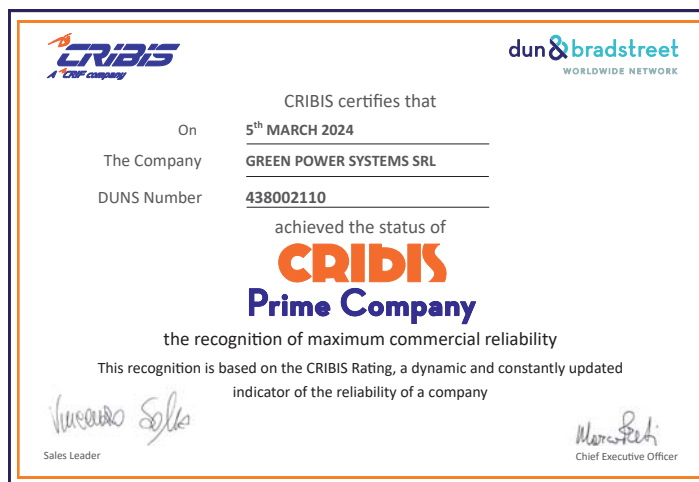 CRIBIS
A CRIF company
dun & bradstreet
WORLDWIDE NETWORK
CRIBIS certifies that
On 5th MARCH 2024
The Company GREEN POWER SYSTEMS SRL
DUNS Number 438002110
achieved the status of
CRIBIS
Prime Company
the recognition of maximum commercial reliability
This recognition is based on the CRIBIS Rating, a dynamic and constantly updated
indicator of the reliability of a company
Sales Leader
Chief Executive Officer